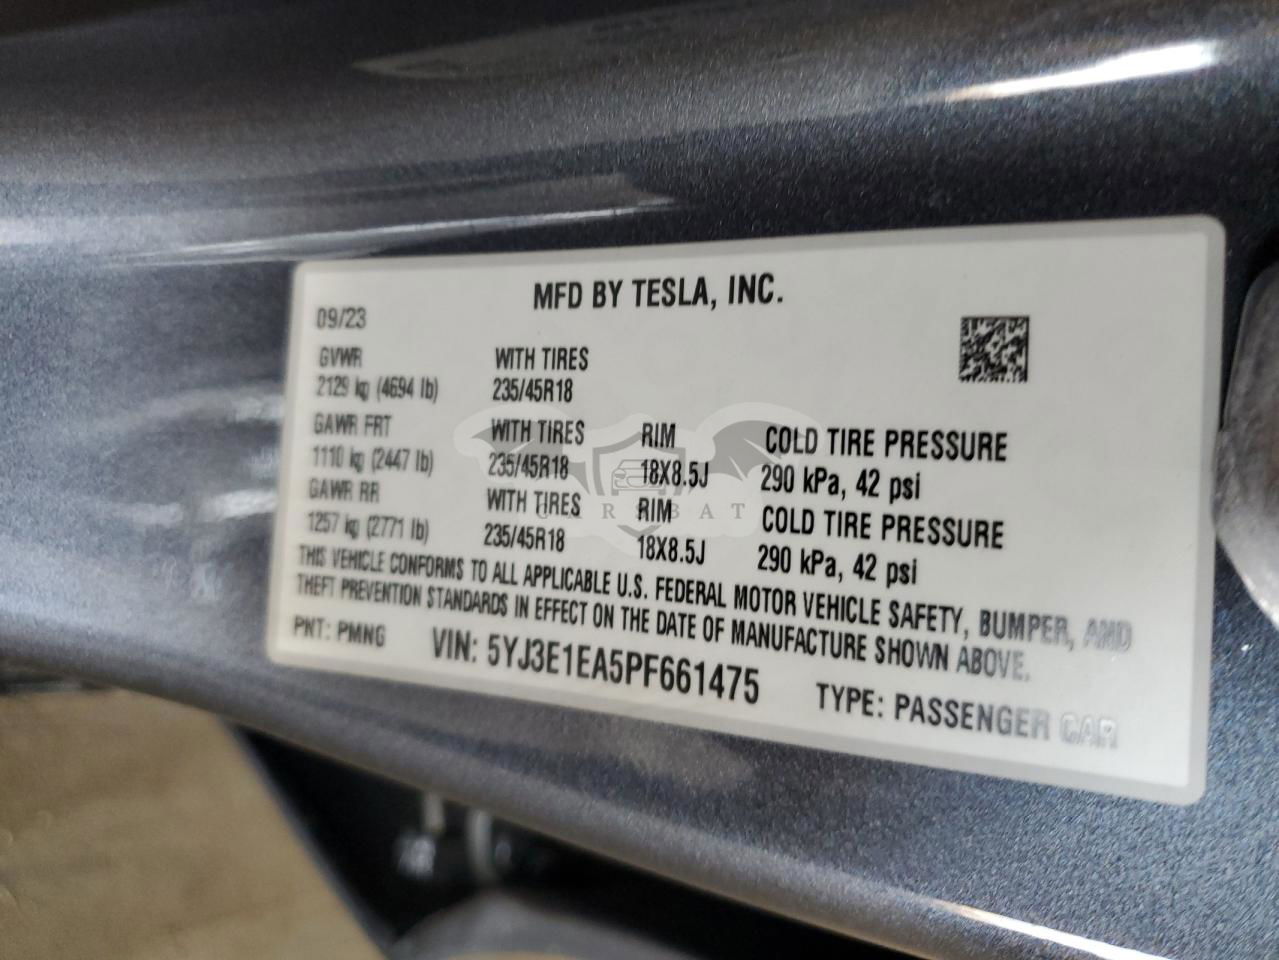 MFD BY TESLA, INC.
09/23
GVWR WITH TIRES
2129 kg (4694 lb) 235/45R18
GAWR FRT WITH TIRES RIM COLD TIRE PRESSURE
1110 kg (2447 lb) 235/45R18 18X8.5J 290 kPa, 42 psi
GAWR RR WITH TIRES RIM COLD TIRE PRESSURE
1257 kg (2771 lb) 235/45R18 18X8.5J 290 kPa, 42 psi
THIS VEHICLE CONFORMS TO ALL APPLICABLE U.S. FEDERAL MOTOR VEHICLE SAFETY, BUMPER, AND
THEFT PREVENTION STANDARDS IN EFFECT ON THE DATE OF MANUFACTURE SHOWN ABOVE.
PNT: PMNG VIN: 5YJ3E1EA5PF661475 TYPE: PASSENGER CAR
CARSBAT